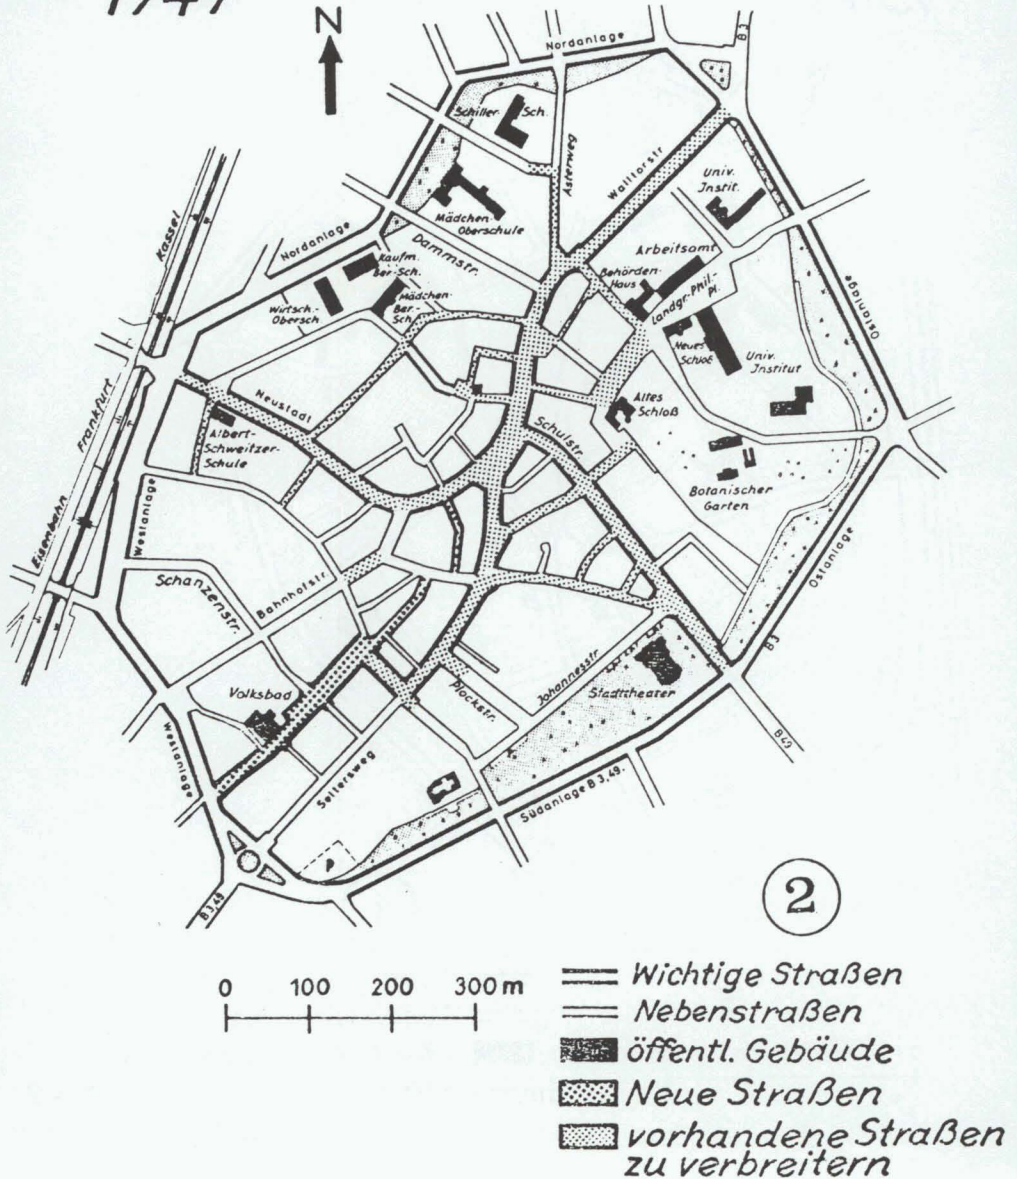 N
Nordanlage
B3
Schiller Sch.
Asterweg
Walltorstr
Univ.
Instit.
Mädchen-
Oberschule
Dammstr.
Nordanlage
Kaufm.
Ber-Sch.
Mädchen-
Ber-
Sch.
Wirtsch.-
Obersch
Arbeitsamt
Behörden-
Haus
Landgr.-Phil.-
Pl.
Neues
Schloß
Univ.
Institut
Ostanlage
Kassel
Frankfurt
Eisenbahn
Neustadt
Albert-
Schweitzer-
Schule
Altes
Schloß
Schulstr
Botanischer
Garten
Ostanlage
Westanlage
Schanzenstr.
Bahnhofstr
B3
Volksbad
Plockstr.
Johannesstr
Stadttheater
B49
Westanlage
Seltersweg
Südanlage B 3,49.
P
B3,49
2
0 100 200 300 m
Wichtige Straßen
Nebenstraßen
öffentl. Gebäude
Neue Straßen
vorhandene Straßen
zu verbreitern